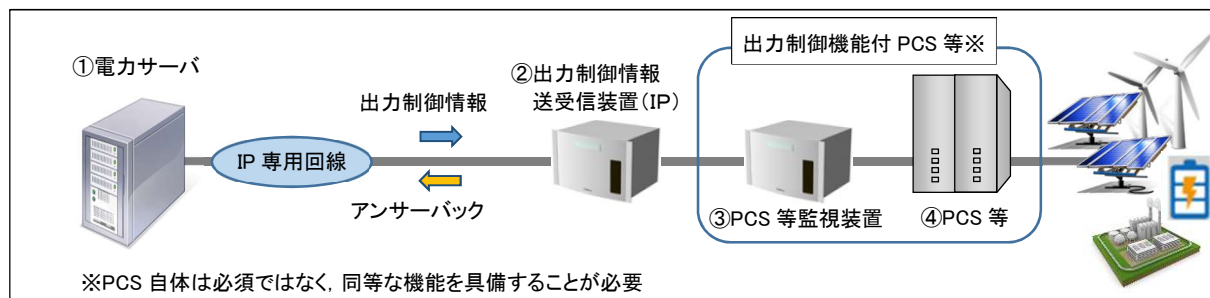 出力制御機能付 PCS 等※
①電力サーバ
②出力制御情報
送受信装置(IP)
出力制御情報
IP 専用回線
アンサーバック
③PCS 等監視装置
④PCS 等
※PCS 自体は必須ではなく，同等な機能を具備することが必要